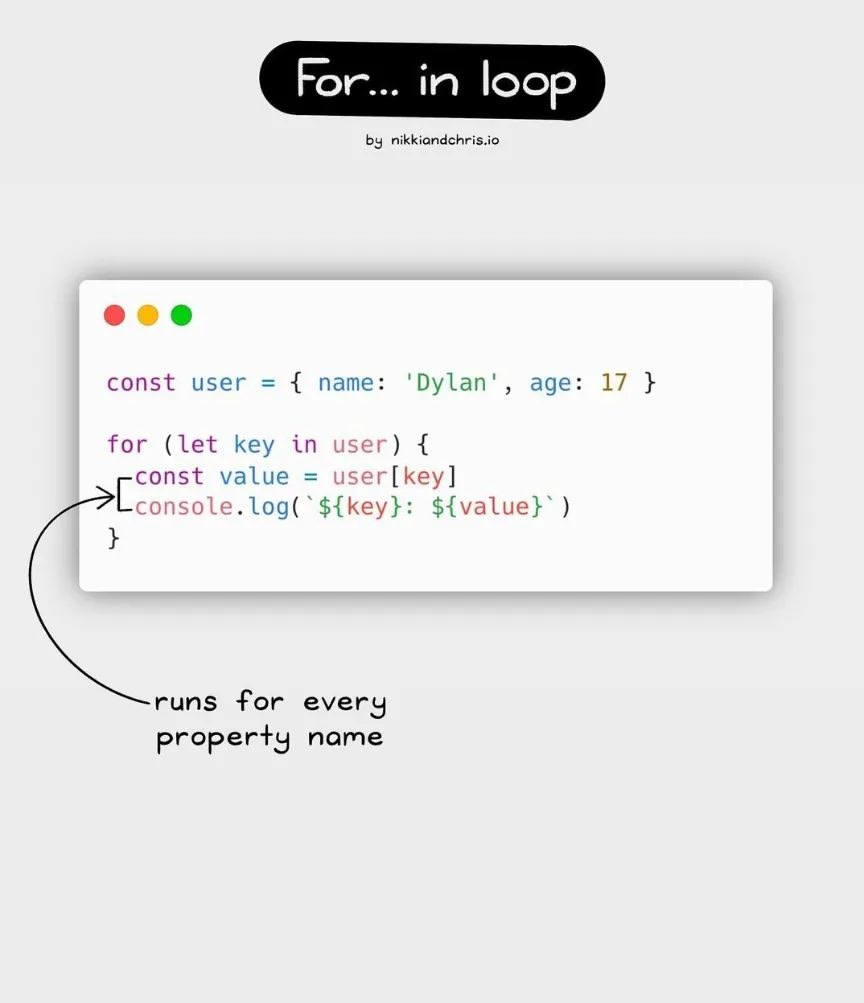 For... in loop
by nikkiandchris.io
const user = { name: 'Dylan', age: 17 }
for (let key in user) {
const value = user[key]
console.log(`${key}: ${value}`)
}
runs for every
property name